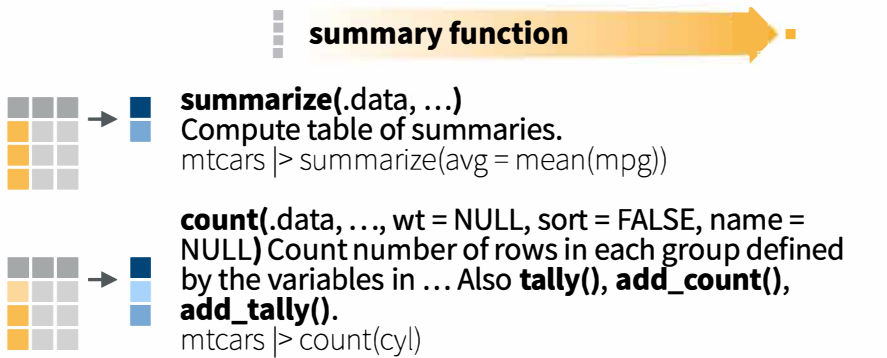 summary function
summarize(.data, …)
Compute table of summaries.
mtcars |> summarize(avg = mean(mpg))
count(.data, …, wt = NULL, sort = FALSE, name =
NULL) Count number of rows in each group defined
by the variables in … Also tally(), add_count(),
add_tally().
mtcars |> count(cyl)